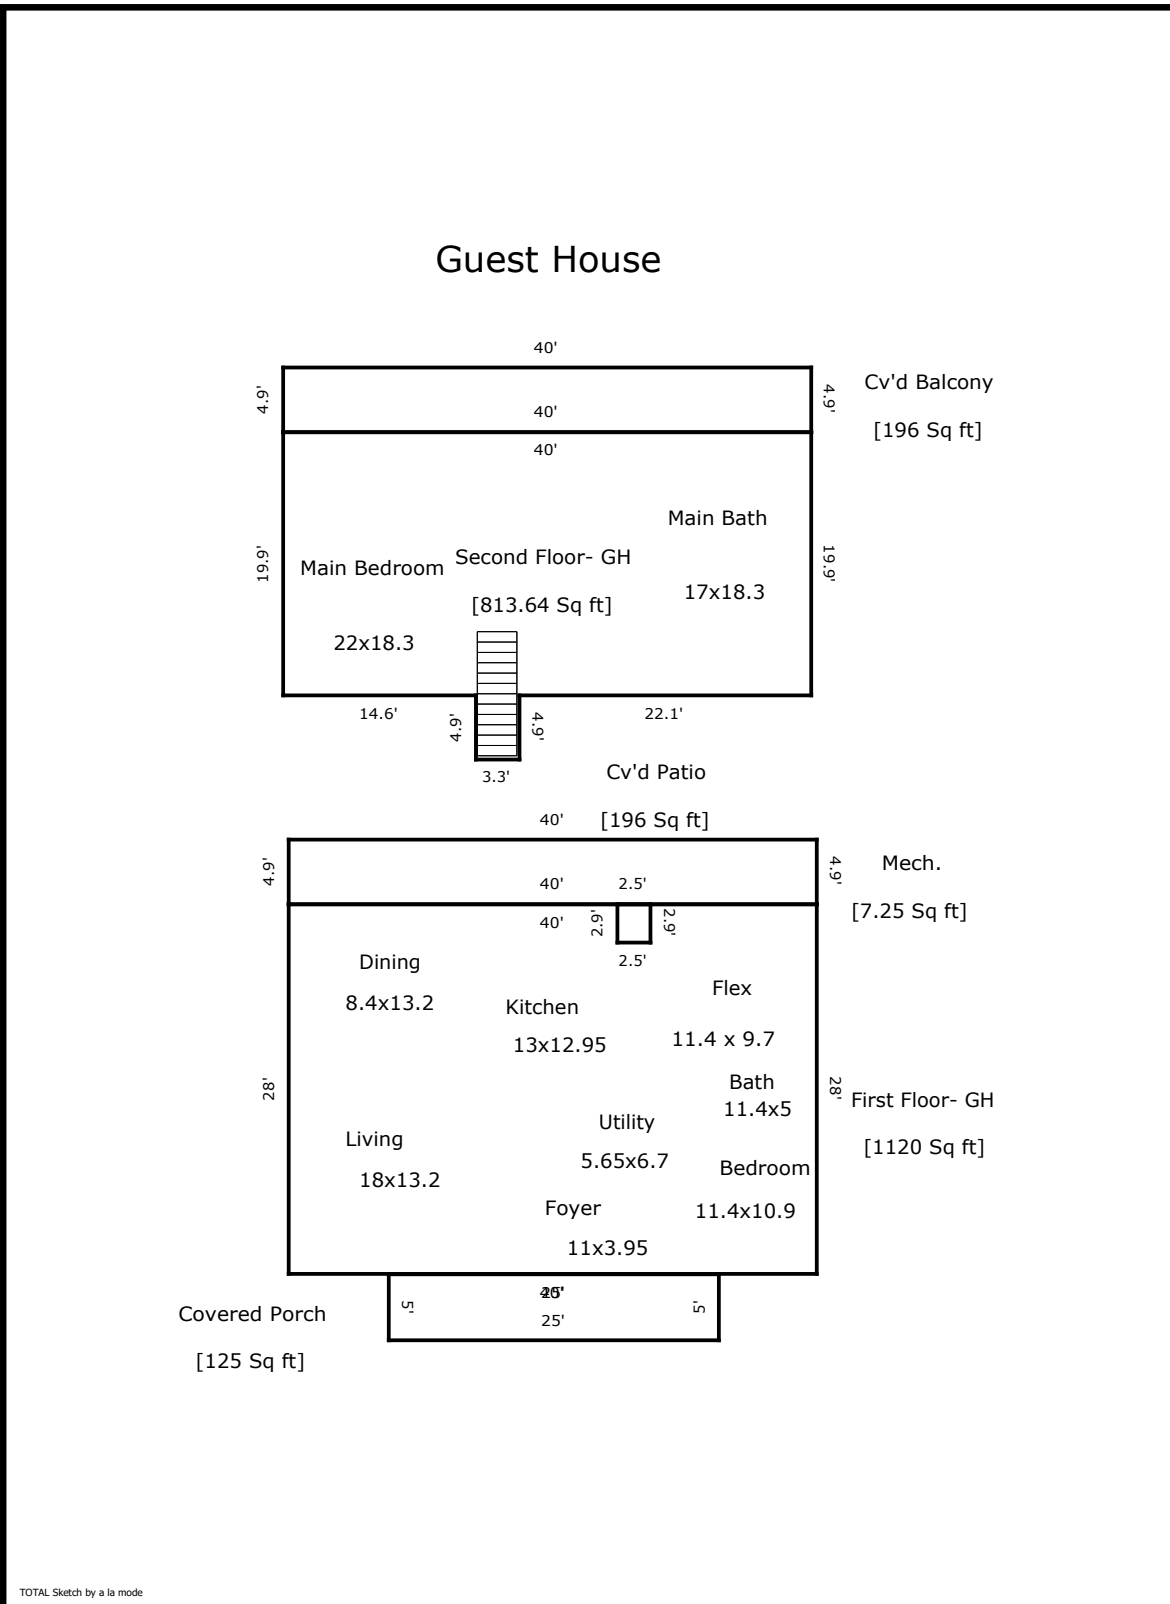 Guest House
40'
4.9'
4.9'
Cv'd Balcony
40'
[196 Sq ft]
40'
Main Bath
19.9'
Main Bedroom
Second Floor- GH
19.9'
[813.64 Sq ft]
17x18.3
22x18.3
14.6'
4.9'
4.9'
22.1'
3.3'
Cv'd Patio
40'
[196 Sq ft]
4.9'
4.9'
Mech.
40'
2.5'
[7.25 Sq ft]
40'
2.9'
2.9'
2.5'
Dining
8.4x13.2
Kitchen
13x12.95
Flex
11.4 x 9.7
Bath
11.4x5
28'
28'
First Floor- GH
[1120 Sq ft]
Living
18x13.2
Utility
5.65x6.7
Bedroom
11.4x10.9
Foyer
11x3.95
40'
25'
5'
5'
25'
Covered Porch
[125 Sq ft]
TOTAL Sketch by a la mode